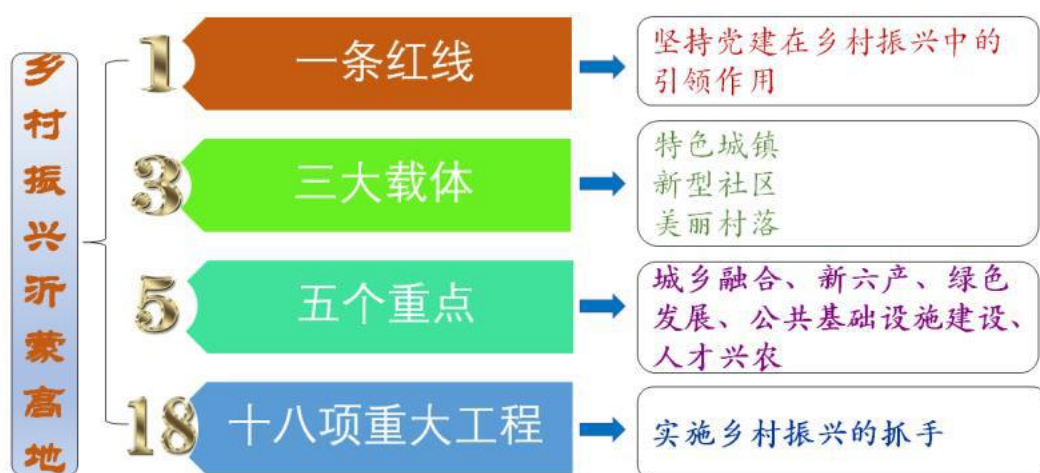 乡村振兴沂蒙高地
1
一条红线
坚持党建在乡村振兴中的
引领作用
3
三大载体
特色城镇
新型社区
美丽村落
5
五个重点
城乡融合、新六产、绿色
发展、公共基础设施建设、
人才兴农
18
十八项重大工程
实施乡村振兴的抓手